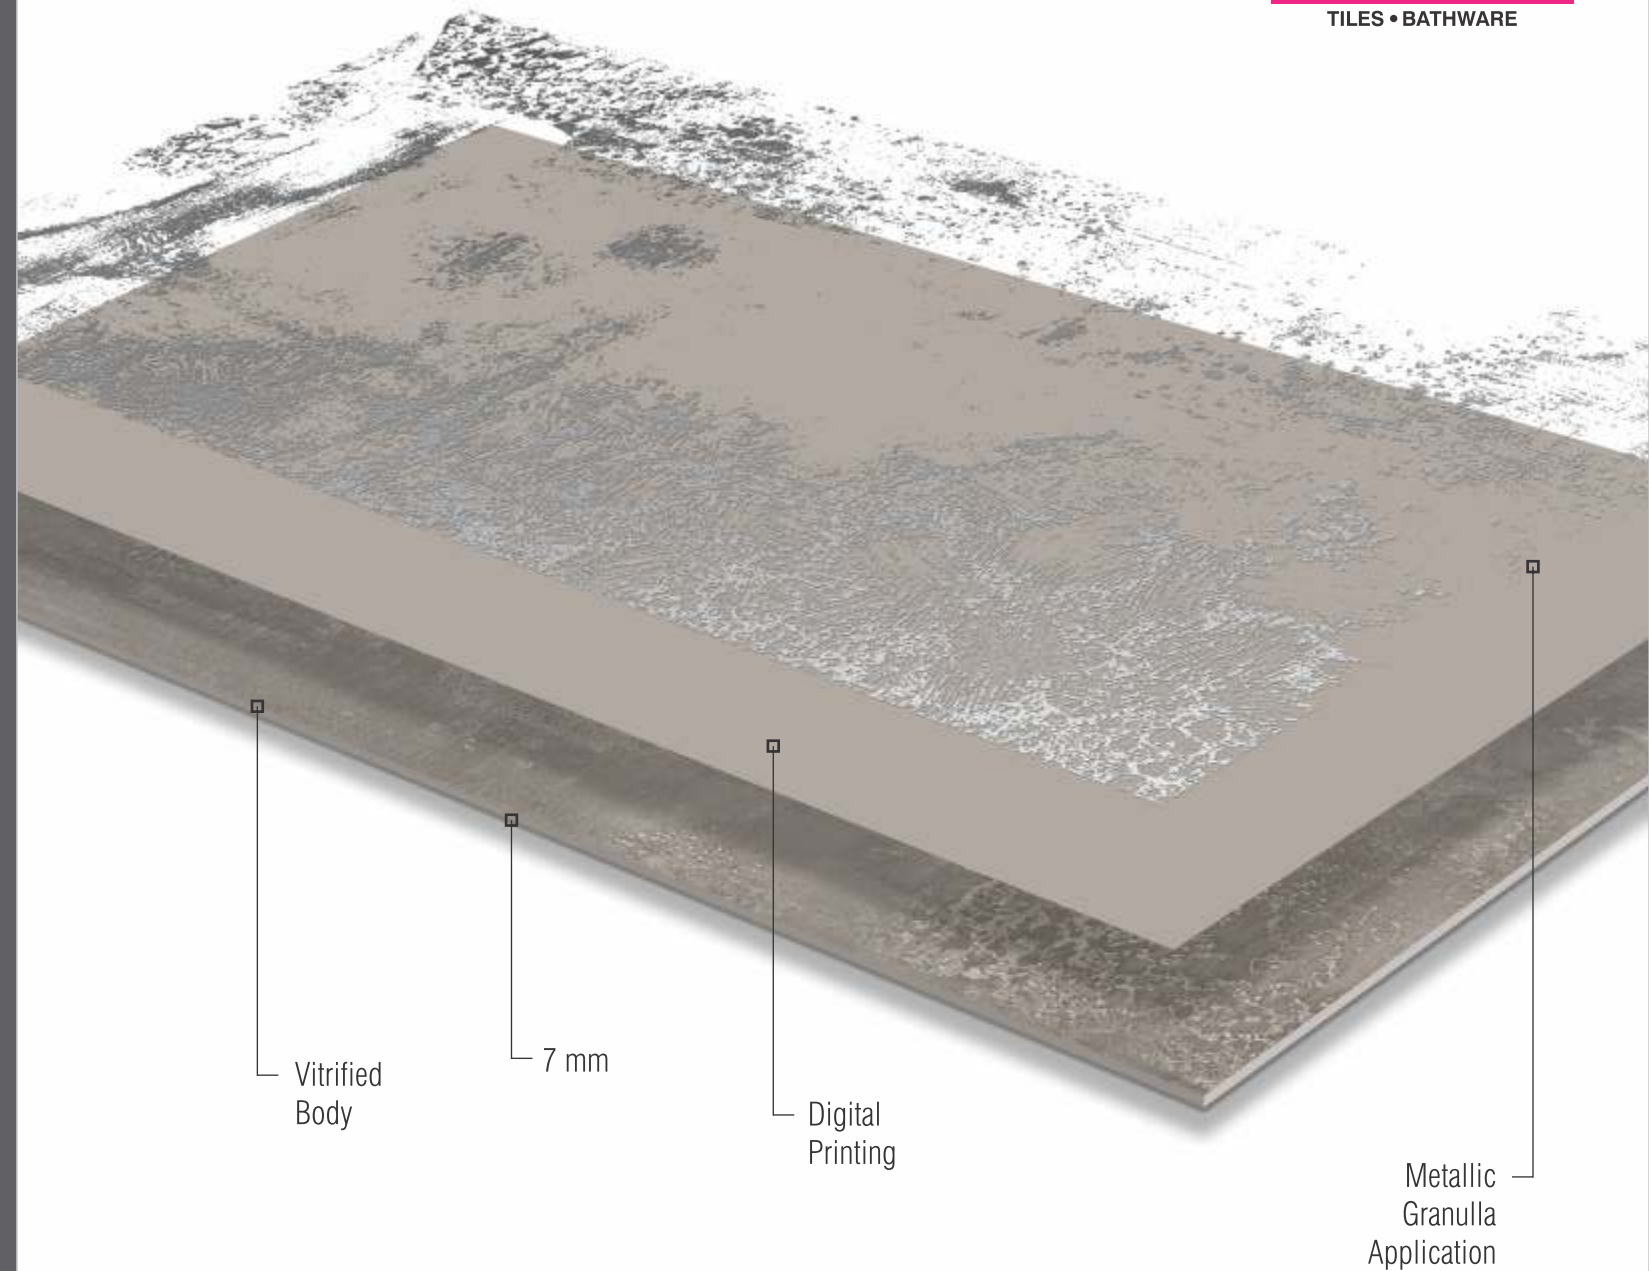 TILES • BATHWARE
Vitrified
Body
7 mm
Digital
Printing
Metallic
Granulla
Application